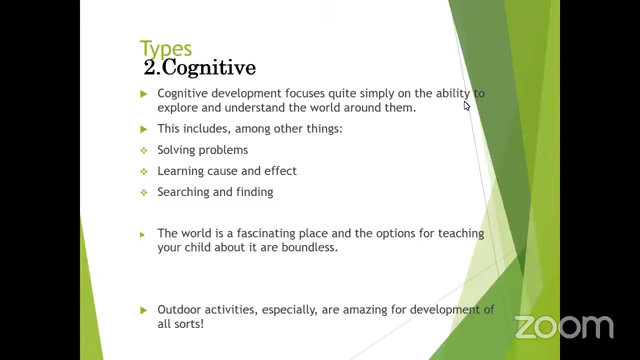 Types
2.Cognitive
Cognitive development focuses quite simply on the ability to
explore and understand the world around them.
This includes, among other things:
Solving problems
Learning cause and effect
Searching and finding
The world is a fascinating place and the options for teaching
your child about it are boundless.
Outdoor activities, especially, are amazing for development of
all sorts!
zoom